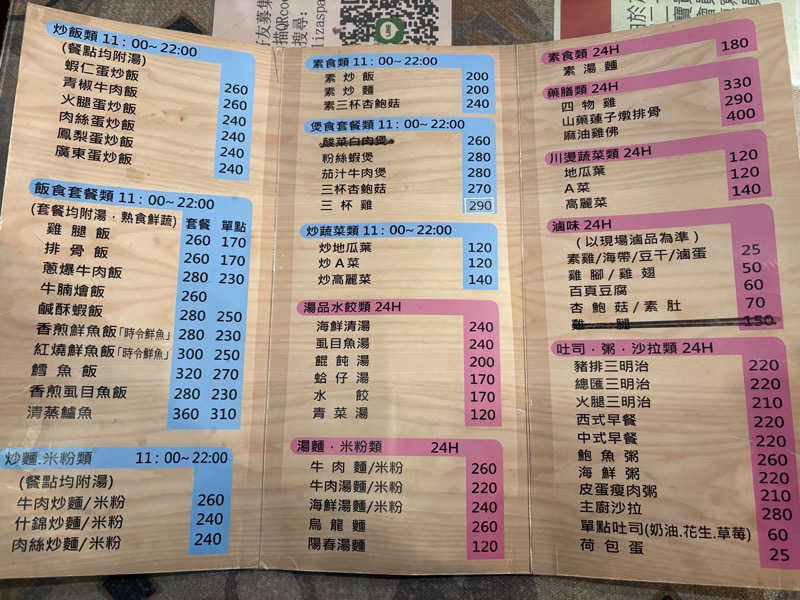 好友募集
描QRcod
搜尋:
lizaspa
炒飯類 11：00~22:00
(餐點均附湯)
蝦仁蛋炒飯 260
青椒牛肉飯 260
火腿蛋炒飯 240
肉絲蛋炒飯 240
鳳梨蛋炒飯 240
廣東蛋炒飯 240
飯食套餐類 11：00~22:00
(套餐均附湯．熟食鮮蔬) 套餐 單點
雞腿飯 260 170
排骨飯 260 170
蔥爆牛肉飯 280 230
牛腩燴飯 260
鹹酥蝦飯 280 250
香煎鮮魚飯「時令鮮魚」 280 230
紅燒鮮魚飯「時令鮮魚」 300 250
鱈魚飯 320 270
香煎虱目魚飯 280 230
清蒸鱸魚 360 310
炒麵.米粉類 11：00~22:00
(餐點均附湯)
牛肉炒麵/米粉 260
什錦炒麵/米粉 240
肉絲炒麵/米粉 240
素食類 11：00~22:00
素炒飯 200
素炒麵 200
素三杯杏鮑菇 240
煲食套餐類 11：00~22:00
酸菜白肉煲 260
粉絲蝦煲 280
茄汁牛肉煲 280
三杯杏鮑菇 270
三杯雞 290
炒蔬菜類 11：00~22:00
炒地瓜葉 120
炒A菜 120
炒高麗菜 140
湯品水餃類 24H
海鮮清湯 240
虱目魚湯 240
餛飩湯 200
蛤仔湯 170
水餃 170
青菜湯 120
湯麵．米粉類 24H
牛肉麵/米粉 260
牛肉湯麵/米粉 220
海鮮湯麵/米粉 240
烏龍麵 260
陽春湯麵 120
素食類 24H
素湯麵 180
藥膳類 24H
四物雞 330
山藥蓮子燉排骨 290
麻油雞佛 400
川燙蔬菜類 24H
地瓜葉 120
A菜 120
高麗菜 140
滷味 24H
(以現場滷品為準)
素雞/海帶/豆干/滷蛋 25
雞腳/雞翅 50
百頁豆腐 60
杏鮑菇/素肚 70
雞腿 150
吐司．粥．沙拉類 24H
豬排三明治 220
總匯三明治 220
火腿三明治 210
西式早餐 220
中式早餐 220
鮑魚粥 260
海鮮粥 220
皮蛋瘦肉粥 210
主廚沙拉 280
單點吐司(奶油.花生.草莓) 60
荷包蛋 25